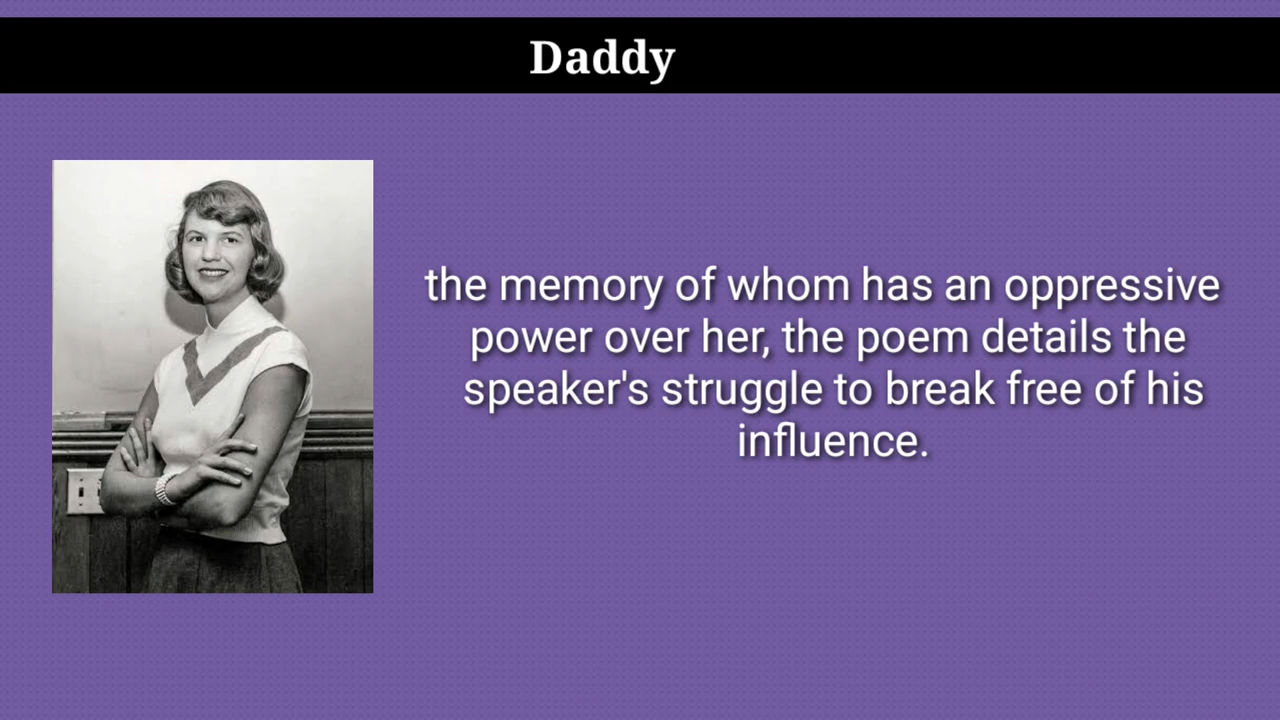 Daddy
the memory of whom has an oppressive
power over her, the poem details the
speaker's struggle to break free of his
influence.